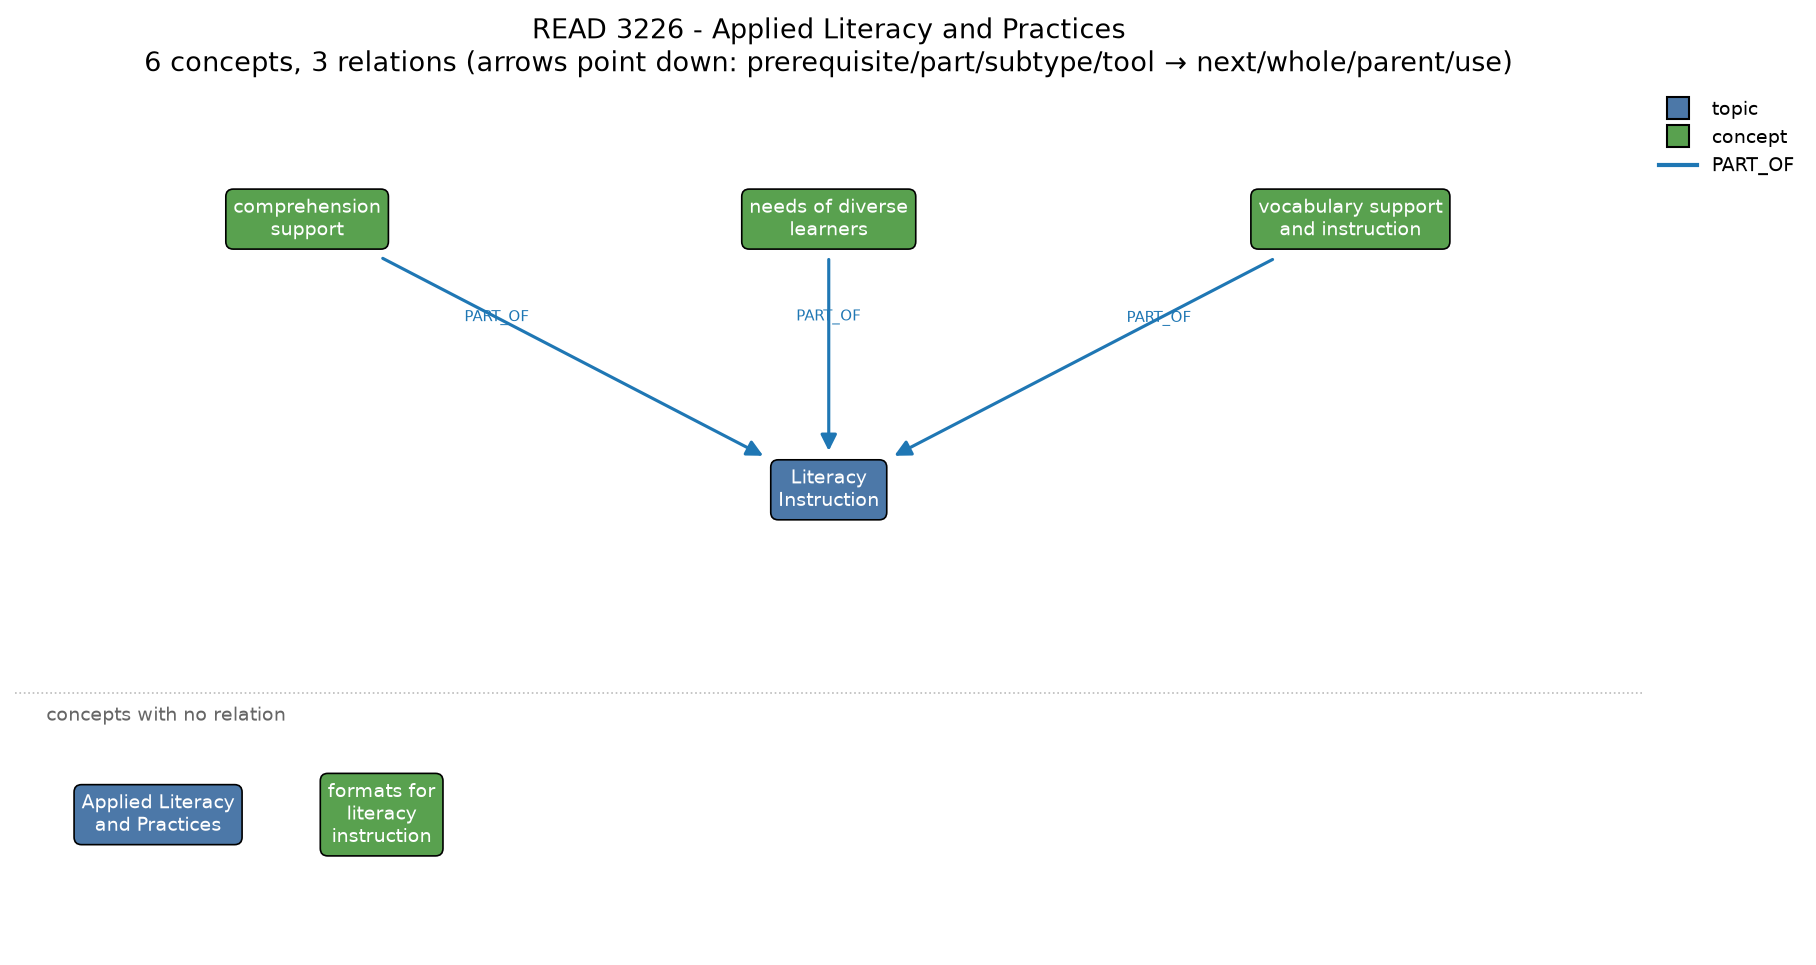 READ 3226 - Applied Literacy and Practices
6 concepts, 3 relations (arrows point down: prerequisite/part/subtype/tool → next/whole/parent/use)
topic
concept
PART_OF
comprehension
support
needs of diverse
learners
vocabulary support
and instruction
PART_OF
PART_OF
PART_OF
Literacy
Instruction
concepts with no relation
Applied Literacy
and Practices
formats for
literacy
instruction